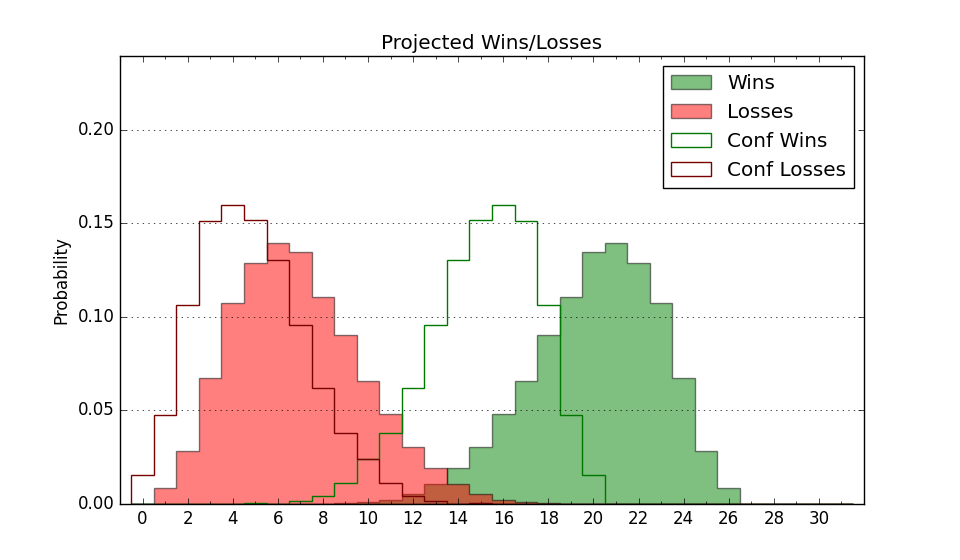 Projected Wins/Losses
Wins
Losses
Conf Wins
Conf Losses
Probability
0.20
0.15
0.10
0.05
0.00
0 2 4 6 8 10 12 14 16 18 20 22 24 26 28 30